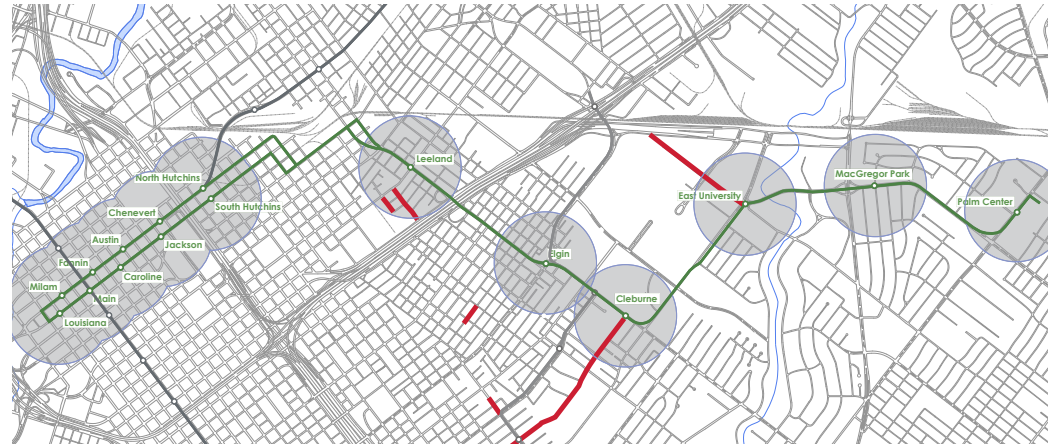 Leeland
MacGregor Park
North Hutchins
East University
Palm Center
South Hutchins
Chenevert
Austin
Jackson
Elgin
Fannin
Caroline
Milam
Main
Cleburne
Louisiana